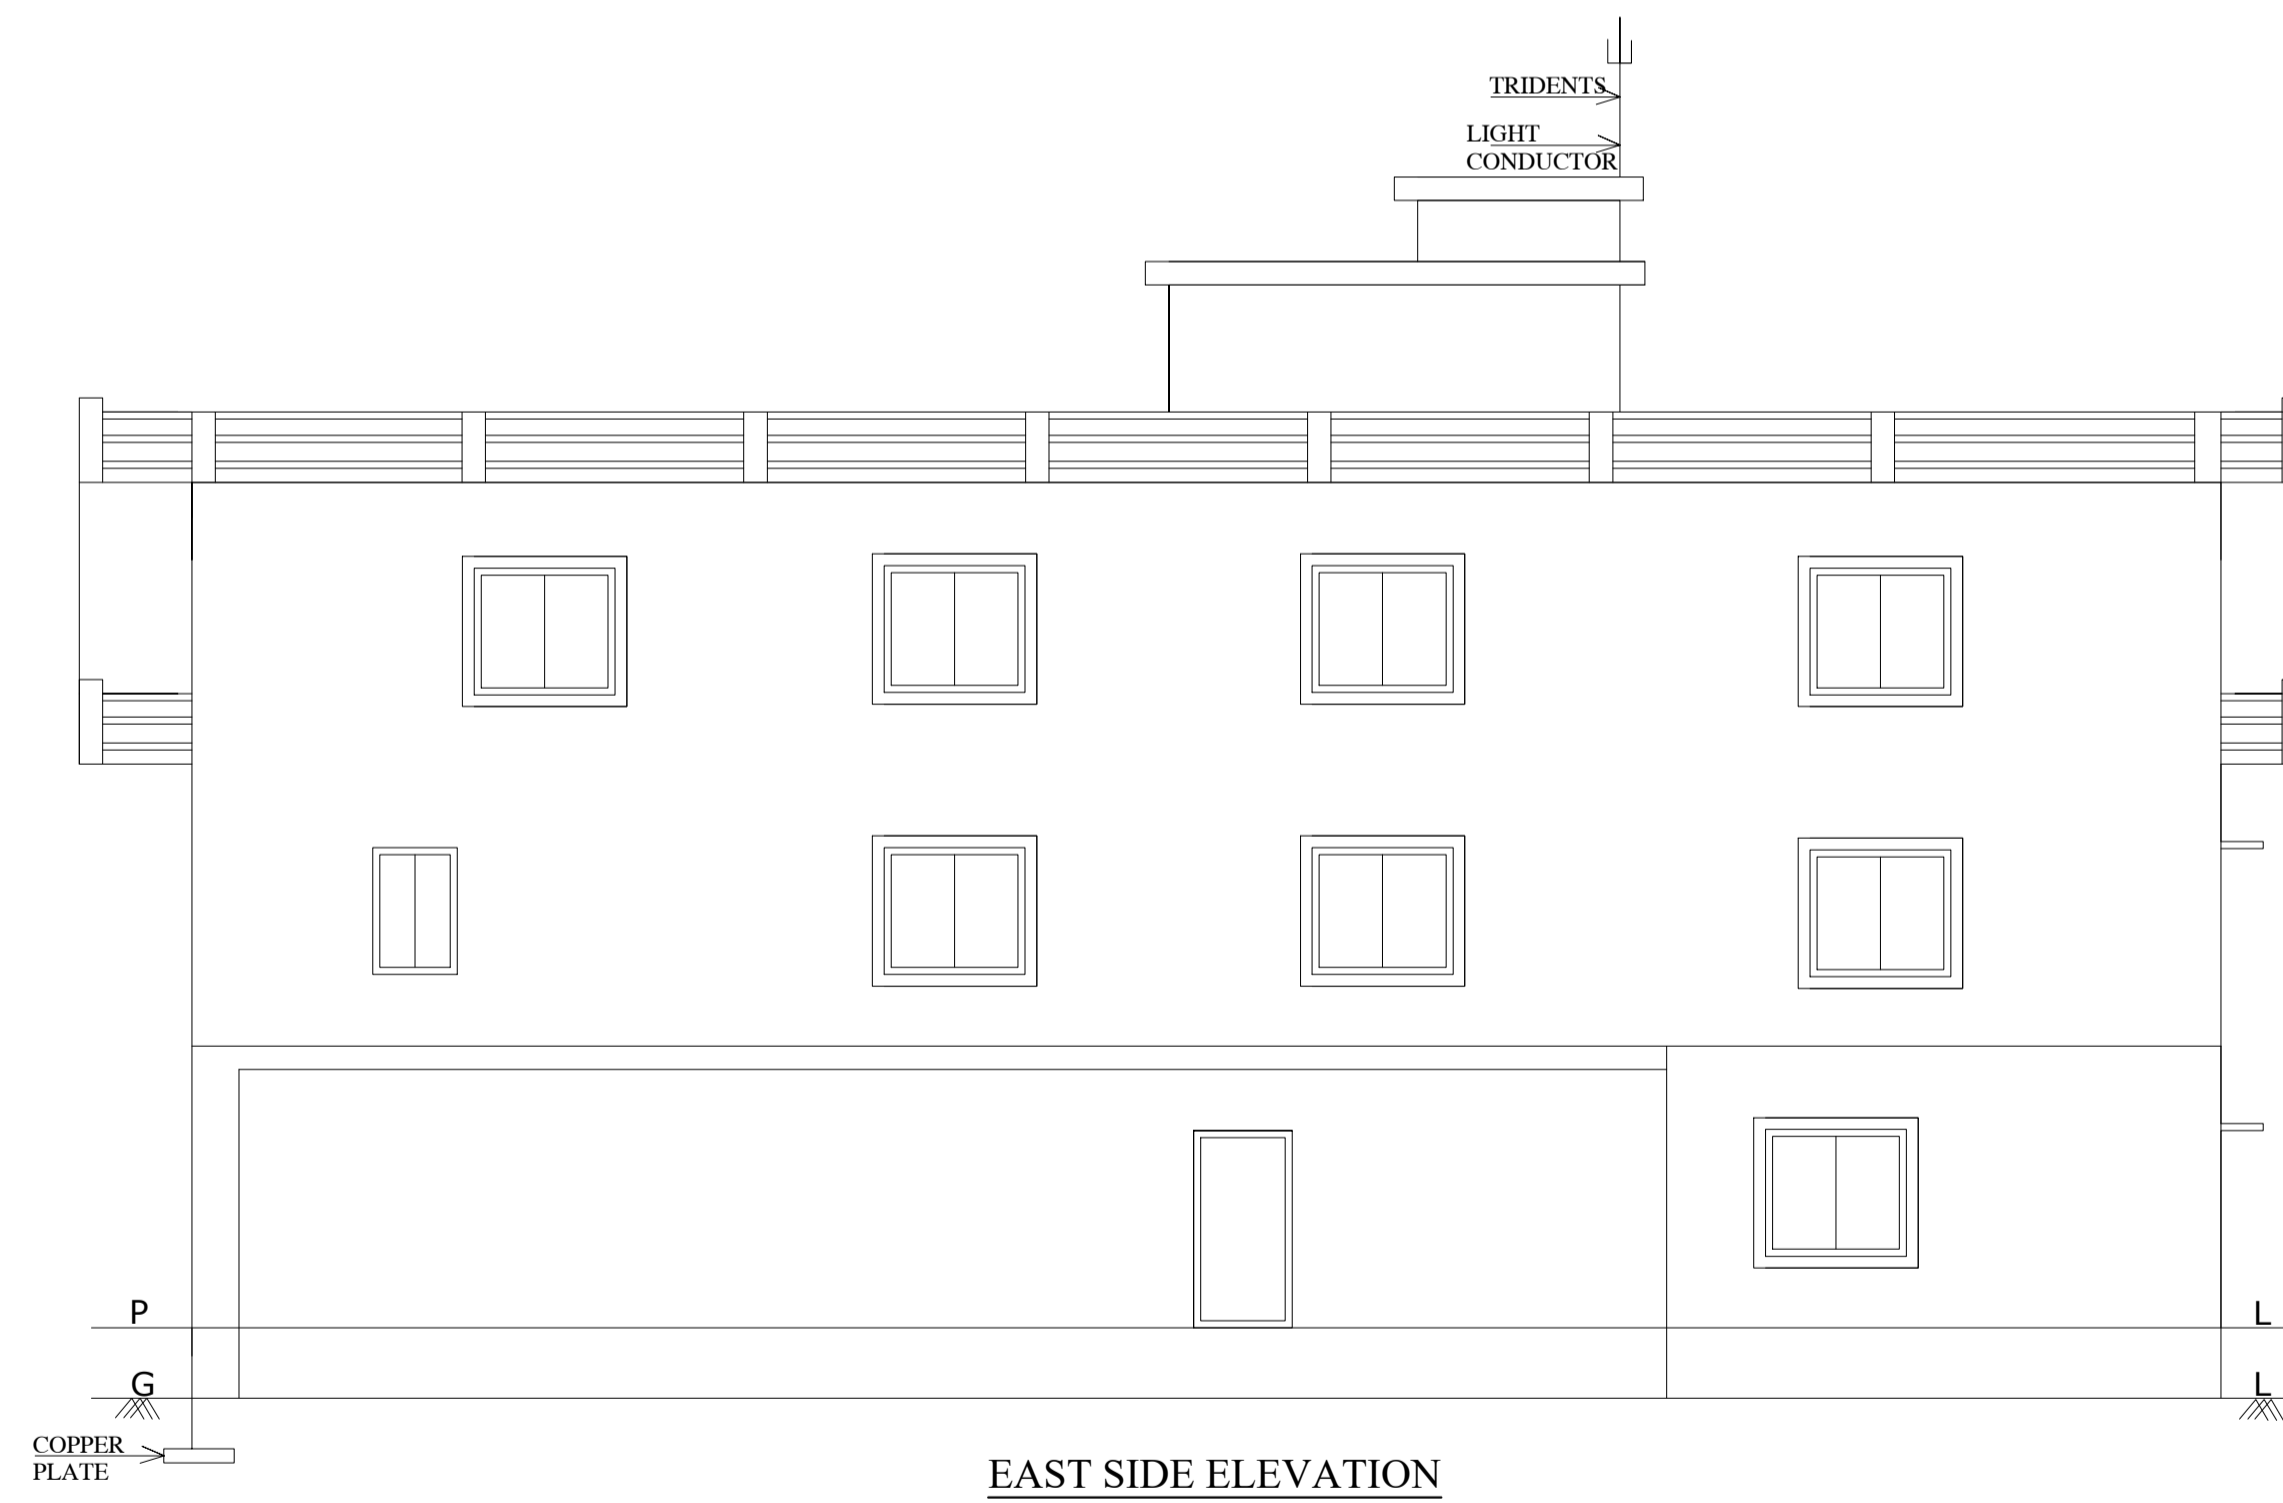 TRIDENTS
LIGHT
CONDUCTOR
P L
G L
COPPER
PLATE
EAST SIDE ELEVATION